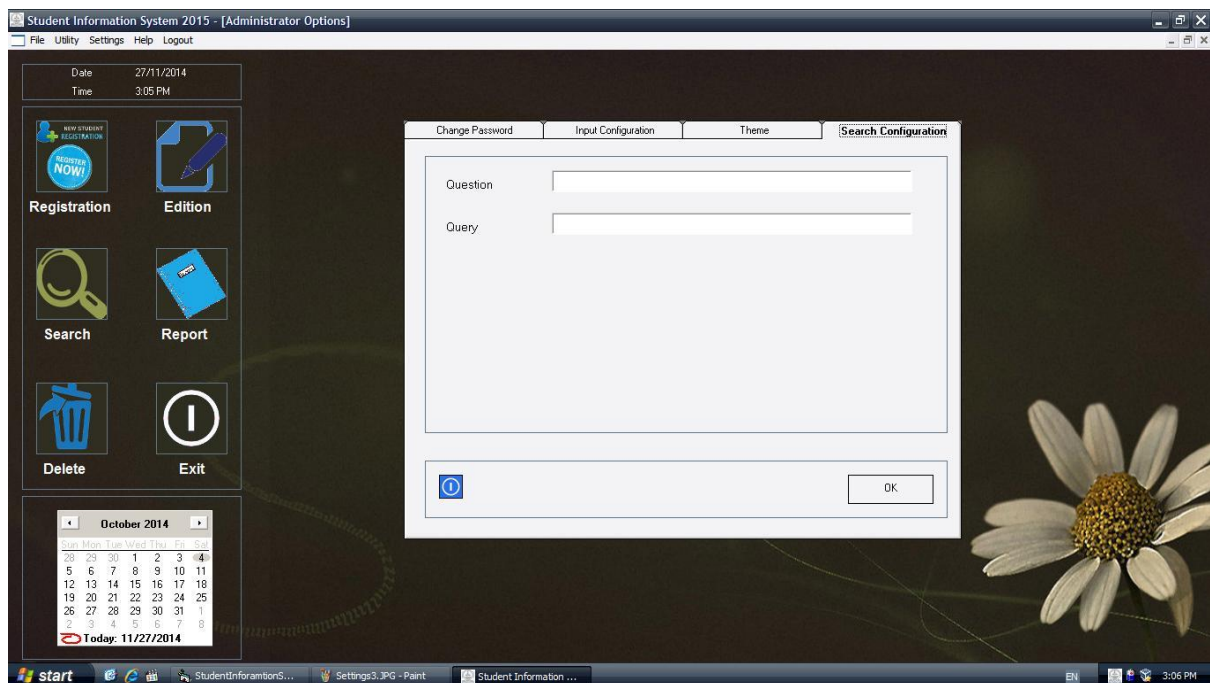 Student Information System 2015 - [Administrator Options]
File Utility Settings Help Logout
Date 27/11/2014
Time 3:05 PM
NEW STUDENT
REGISTRATION
REGISTER
NOW!
Registration Edition
Search Report
Delete Exit
October 2014
Sun Mon Tue Wed Thu Fri Sat
28 29 30 1 2 3 4
5 6 7 8 9 10 11
12 13 14 15 16 17 18
19 20 21 22 23 24 25
26 27 28 29 30 31 1
2 3 4 5 6 7 8
Today: 11/27/2014
Change Password Input Configuration Theme Search Configuration
Question
Query
OK
start StudentInforamtionS... Settings3.JPG - Paint Student Information ... EN 3:06 PM